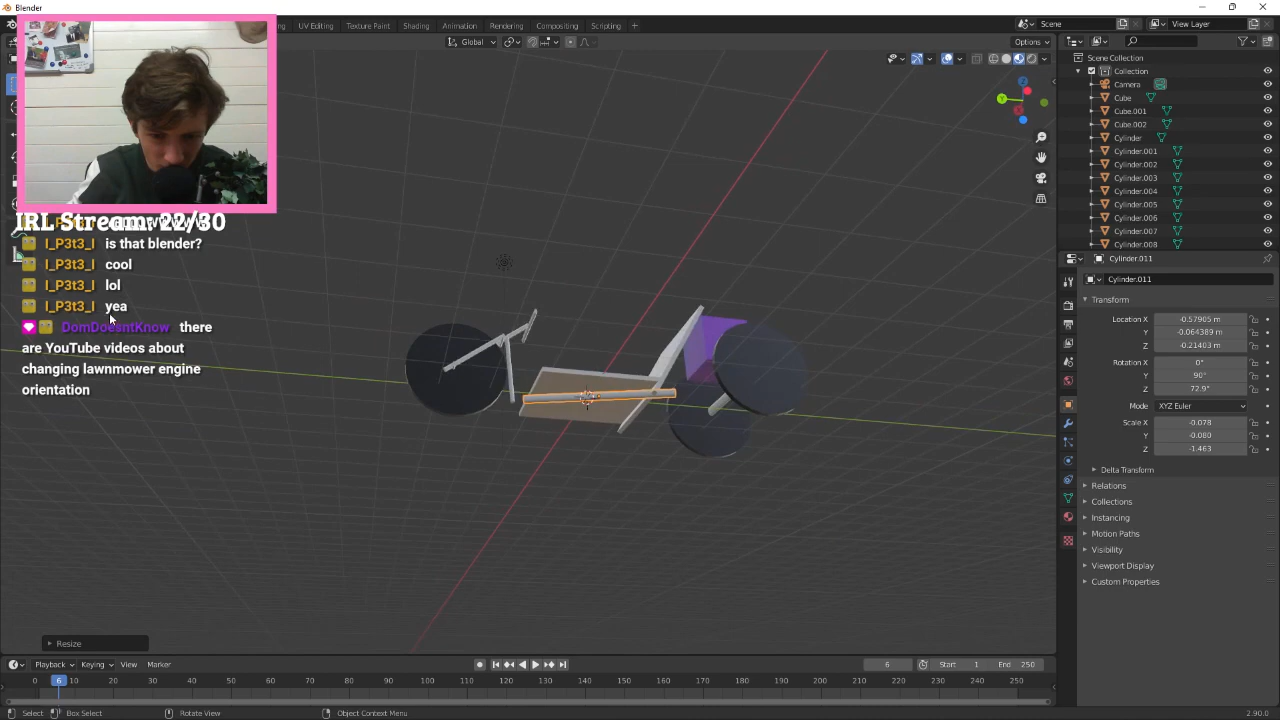 Blender
UV Editing Texture Paint Shading Animation Rendering Compositing Scripting +
Scene View Layer
Global Options
Scene Collection
Collection
Camera
Cube
Cube.001
Cube.002
Cylinder
Cylinder.001
Cylinder.002
Cylinder.003
Cylinder.004
Cylinder.005
Cylinder.006
Cylinder.007
Cylinder.008
IRL Stream: 22/30
I_P3t3_I is that blender?
I_P3t3_I cool
I_P3t3_I lol
I_P3t3_I yea
DomDoesntKnow there
are YouTube videos about
changing lawnmower engine
orientation
Cylinder.011
Cylinder.011
Transform
Location X -0.57905 m
Y -0.064389 m
Z -0.21403 m
Rotation X 0°
Y 90°
Z 72.9°
Mode XYZ Euler
Scale X -0.078
Y -0.080
Z -1.463
Delta Transform
Relations
Collections
Instancing
Motion Paths
Visibility
Viewport Display
Custom Properties
Resize
Playback Keying View Marker 6 Start 1 End 250
0 6 20 30 40 50 60 70 80 90 100 110 120 130 140 150 160 170 180 190 200 210 220 230 240 250
Select Box Select Rotate View Object Context Menu 2.90.0